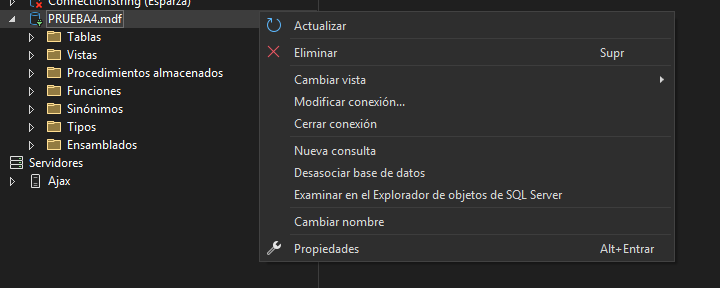 ConnectionString (Esparza)
PRUEBA4.mdf
Tablas
Vistas
Procedimientos almacenados
Funciones
Sinónimos
Tipos
Ensamblados
Servidores
Ajax
Actualizar
Eliminar Supr
Cambiar vista
Modificar conexión...
Cerrar conexión
Nueva consulta
Desasociar base de datos
Examinar en el Explorador de objetos de SQL Server
Cambiar nombre
Propiedades Alt+Entrar